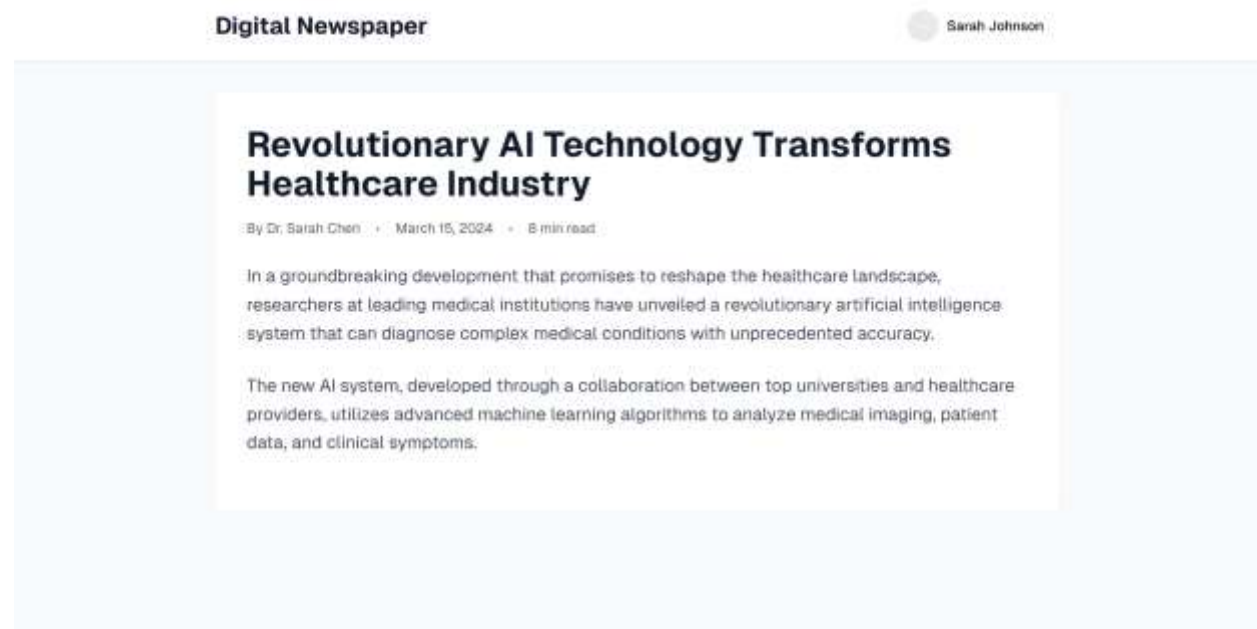 Digital Newspaper
Sarah Johnson
Revolutionary AI Technology Transforms
Healthcare Industry
By Dr. Sarah Chen • March 15, 2024 • 8 min read
In a groundbreaking development that promises to reshape the healthcare landscape,
researchers at leading medical institutions have unveiled a revolutionary artificial intelligence
system that can diagnose complex medical conditions with unprecedented accuracy.
The new AI system, developed through a collaboration between top universities and healthcare
providers, utilizes advanced machine learning algorithms to analyze medical imaging, patient
data, and clinical symptoms.